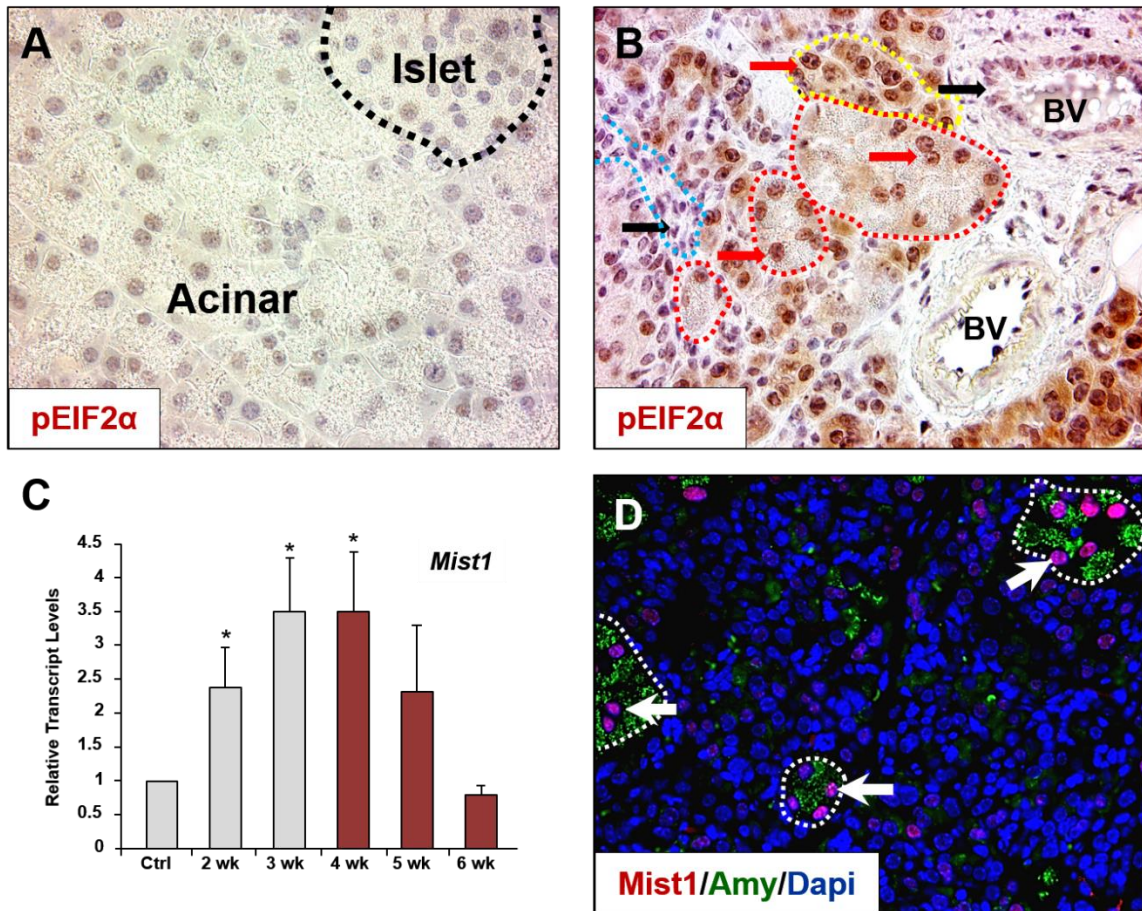 A
Islet
Acinar
pEIF2α
B
BV
BV
pEIF2α
C
Mist1
Relative Transcript Levels
4.5
4
3.5
3
2.5
2
1.5
1
0.5
0
*
*
*
Ctrl
2 wk
3 wk
4 wk
5 wk
6 wk
D
Mist1/Amy/Dapi